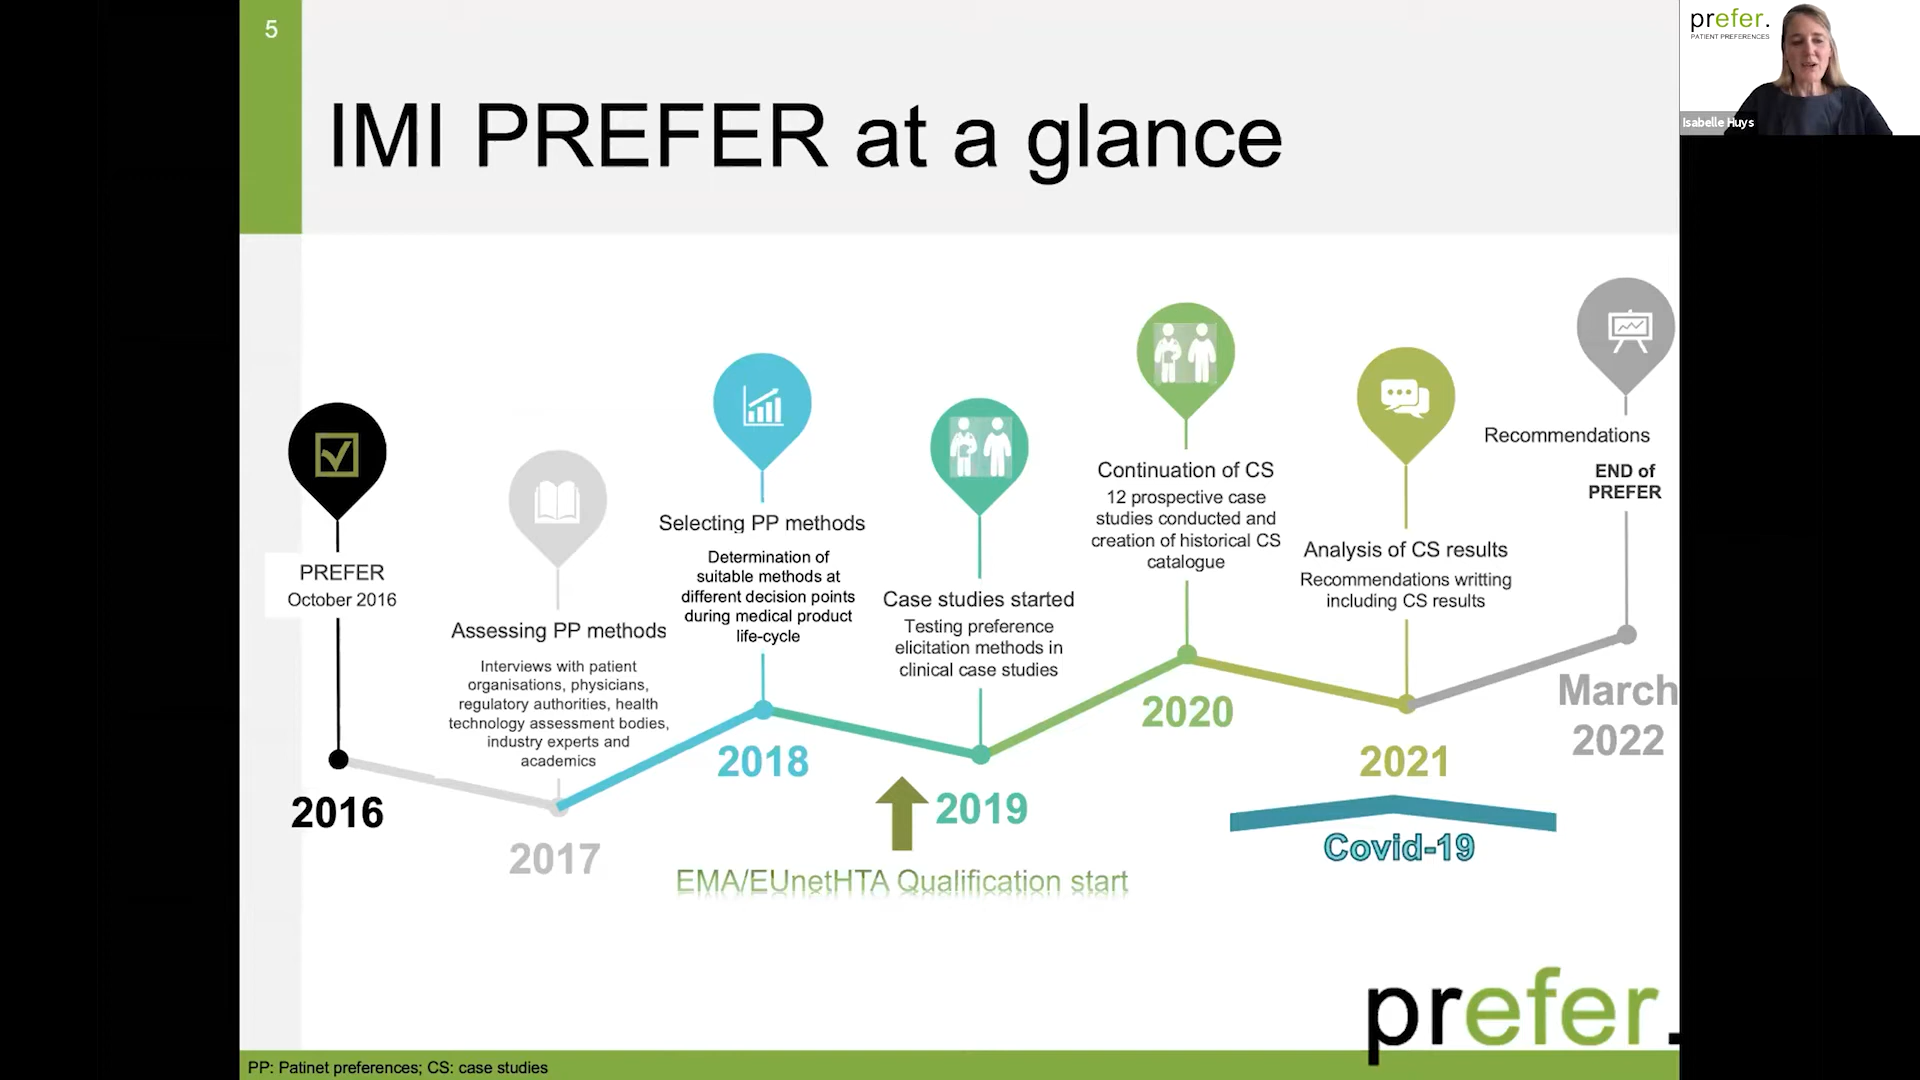 5
IMI PREFER at a glance
prefer.
PATIENT PREFERENCES
Isabelle Huys
PREFER
October 2016
2016
Assessing PP methods
Interviews with patient
organisations, physicians,
regulatory authorities, health
technology assessment bodies,
industry experts and
academics
2017
Selecting PP methods
Determination of
suitable methods at
different decision points
during medical product
life-cycle
2018
Case studies started
Testing preference
elicitation methods in
clinical case studies
2019
EMA/EUnetHTA Qualification start
Continuation of CS
12 prospective case
studies conducted and
creation of historical CS
catalogue
2020
Analysis of CS results
Recommendations writting
including CS results
2021
Covid-19
Recommendations
END of
PREFER
March
2022
prefer.
PP: Patinet preferences; CS: case studies